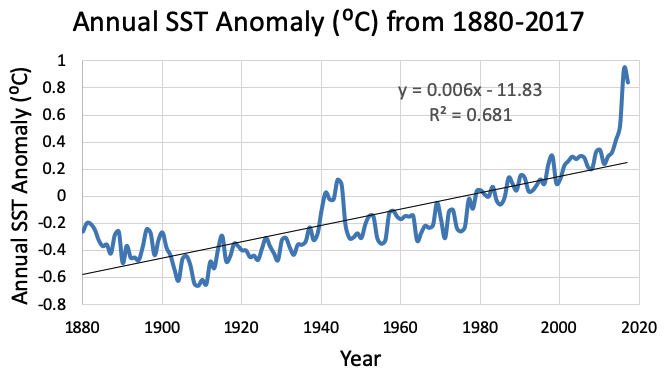 Annual SST Anomaly (⁰C) from 1880-2017
Annual SST Anomaly (⁰C)
1
0.8
0.6
0.4
0.2
0
-0.2
-0.4
-0.6
-0.8
y = 0.006x - 11.83
R² = 0.681
1880 1900 1920 1940 1960 1980 2000 2020
Year